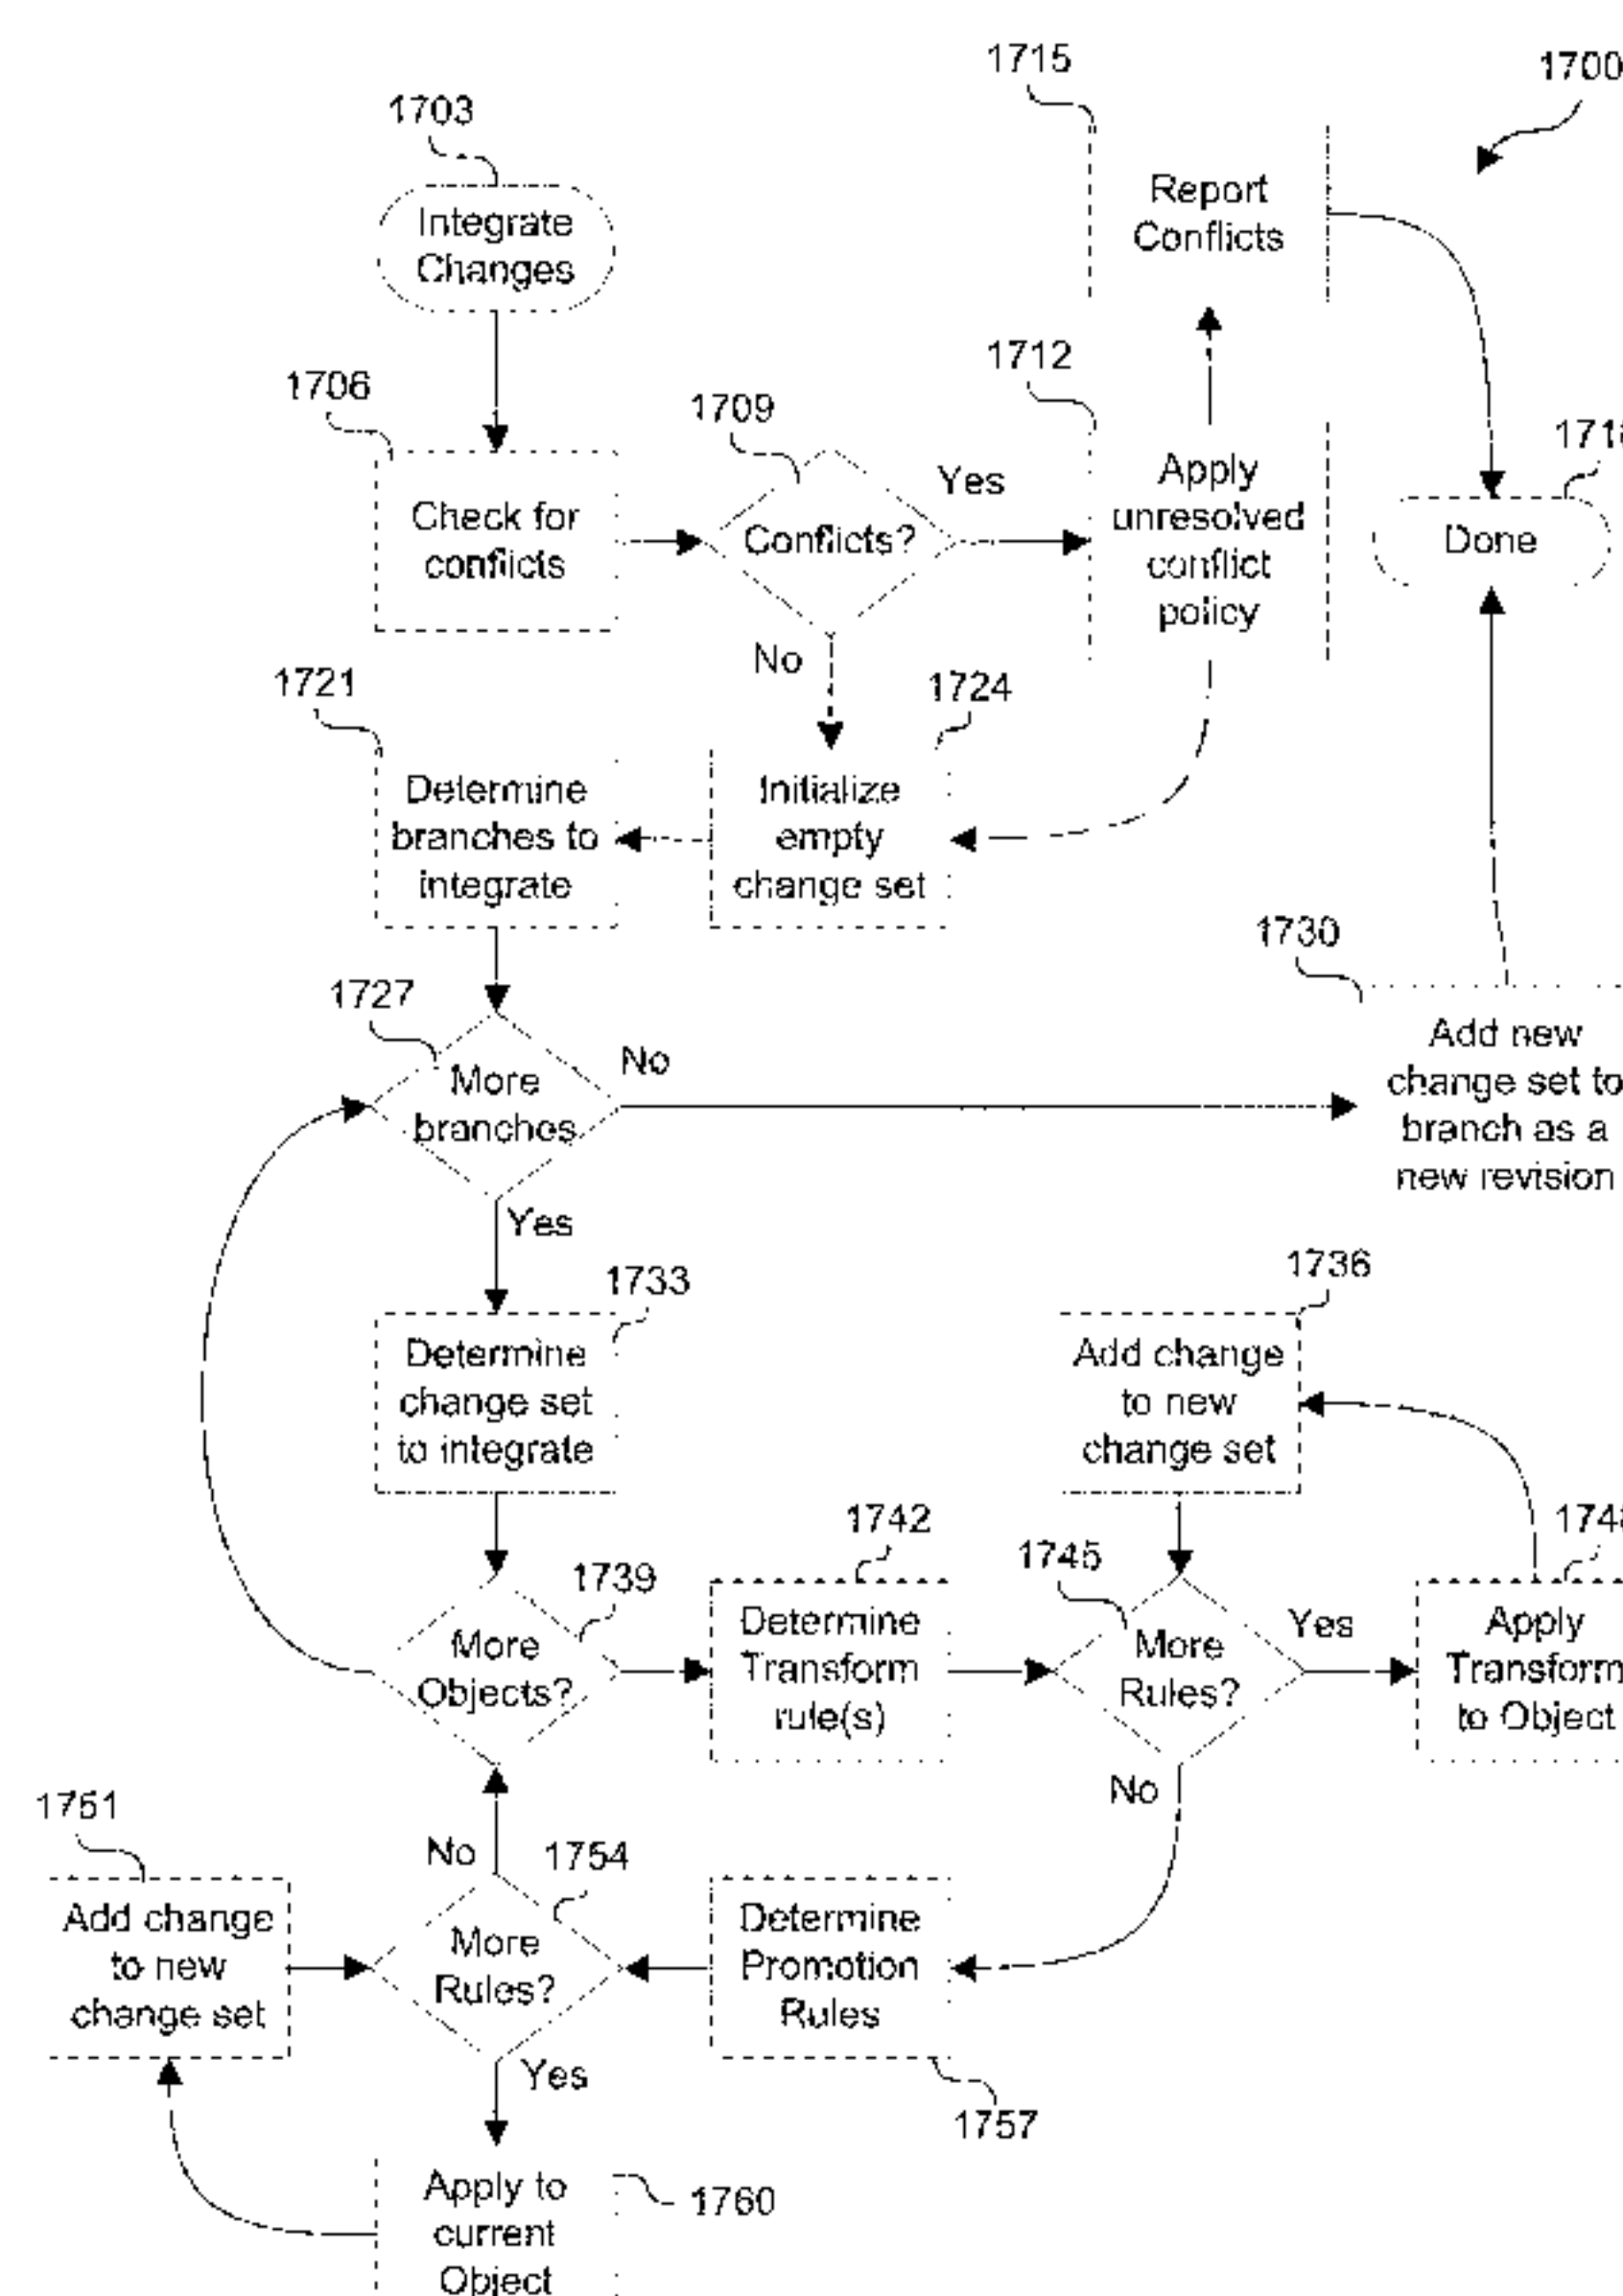 1715
1700
1703
Report
Conflicts
Integrate
Changes
1712
1706
1709
Yes
Apply
unresolved
conflict
policy
Check for
conflicts
Conflicts?
Done
No
1721
1724
Determine
branches to
integrate
Initialize
empty
change set
1730
1727
No
More
branches
Add new
change set to
branch as a
new revision
Yes
1733
1736
Determine
change set
to integrate
Add change
to new
change set
1742
1745
1739
Yes
More
Objects?
Determine
Transform
rule(s)
More
Rules?
Apply
Transform
to Object
No
1751
No
1754
Add change
to new
change set
More
Rules?
Determine
Promotion
Rules
Yes
1757
1760
Apply to
current
Object